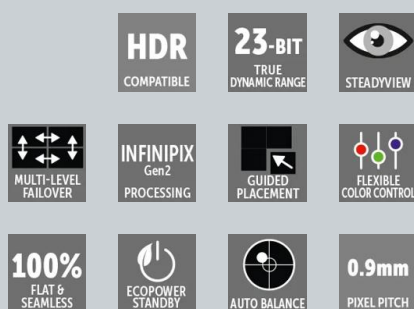 HDR
COMPATIBLE
23-BIT
TRUE
DYNAMIC RANGE
STEADYVIEW
MULTI-LEVEL
FAILOVER
INFINIPIX
Gen2
PROCESSING
GUIDED
PLACEMENT
FLEXIBLE
COLOR CONTROL
100%
FLAT &
SEAMLESS
ECOPOWER
STANDBY
AUTO BALANCE
0.9mm
PIXEL PITCH